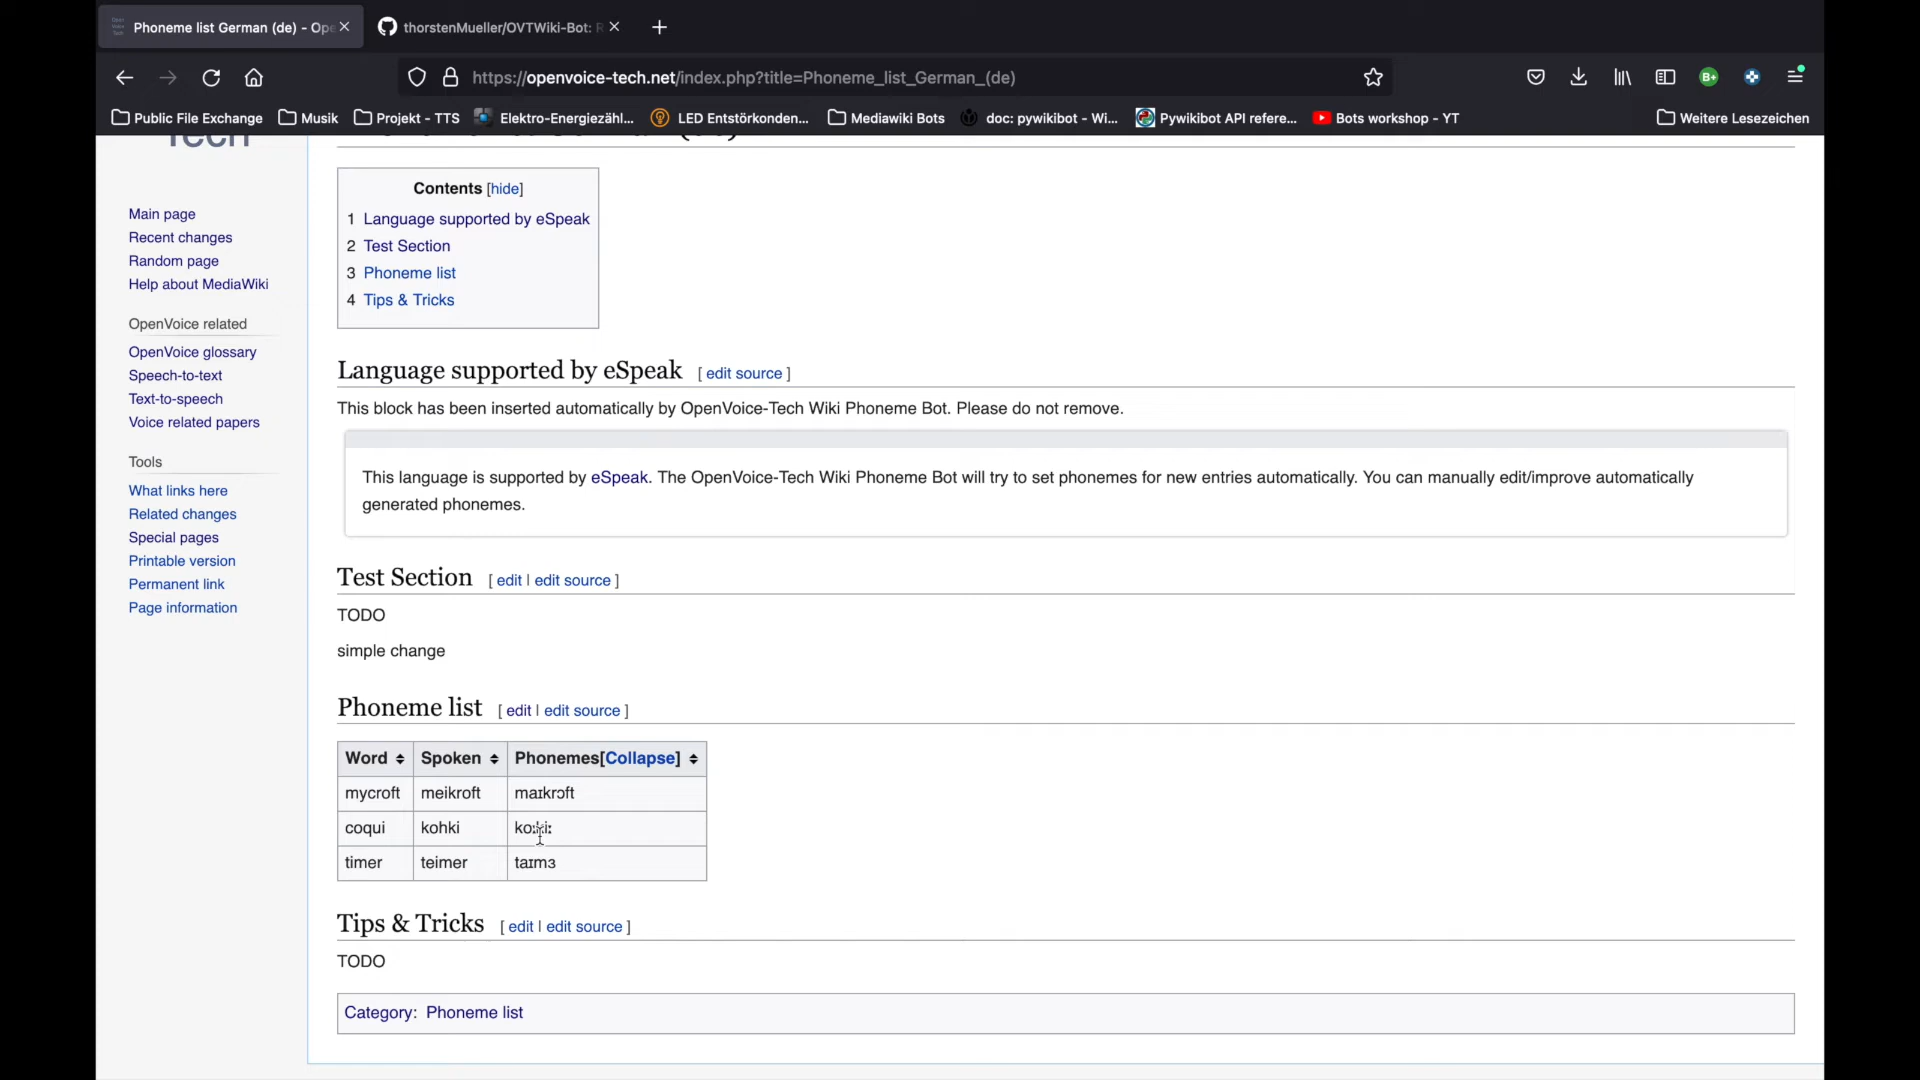 Phoneme list German (de) - Ope
thorstenMueller/OVTWiki-Bot: R
https://openvoice-tech.net/index.php?title=Phoneme_list_German_(de)
B+
Public File Exchange Musik Projekt - TTS Elektro-Energiezähl... LED Entstörkonden... Mediawiki Bots doc: pywikibot - Wi... Pywikibot API refere... Bots workshop - YT Weitere Lesezeichen
Tech
Main page
Recent changes
Random page
Help about MediaWiki
OpenVoice related
OpenVoice glossary
Speech-to-text
Text-to-speech
Voice related papers
Tools
What links here
Related changes
Special pages
Printable version
Permanent link
Page information
Contents [hide]
1 Language supported by eSpeak
2 Test Section
3 Phoneme list
4 Tips & Tricks
Language supported by eSpeak [ edit source ]
This block has been inserted automatically by OpenVoice-Tech Wiki Phoneme Bot. Please do not remove.
This language is supported by eSpeak. The OpenVoice-Tech Wiki Phoneme Bot will try to set phonemes for new entries automatically. You can manually edit/improve automatically
generated phonemes.
Test Section [ edit | edit source ]
TODO
simple change
Phoneme list [ edit | edit source ]
Word Spoken Phonemes[Collapse]
mycroft meikroft maɪkrɔft
coqui kohki koːkiː
timer teimer taɪmɜ
Tips & Tricks [ edit | edit source ]
TODO
Category: Phoneme list